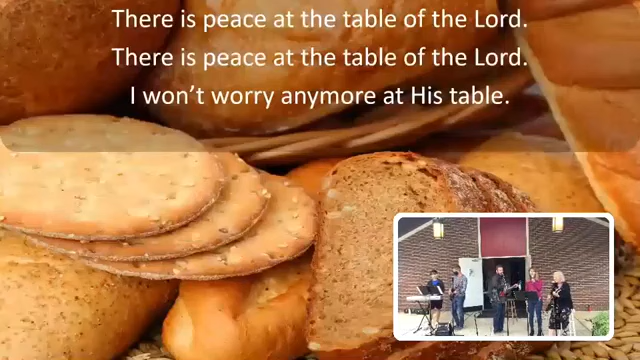 There is peace at the table of the Lord.
There is peace at the table of the Lord.
I won’t worry anymore at His table.